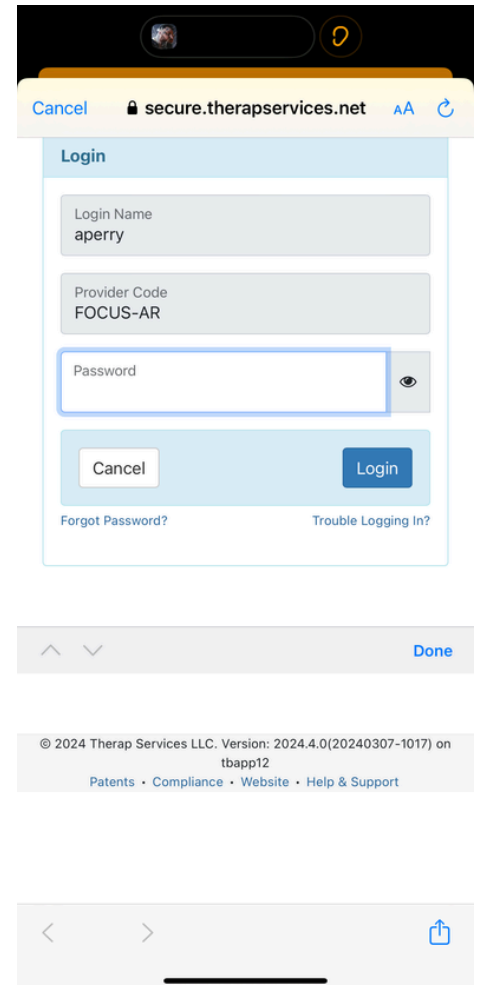 Cancel secure.therapservices.net AA
Login
Login Name
aperry
Provider Code
FOCUS-AR
Password
Cancel Login
Forgot Password? Trouble Logging In?
Done
© 2024 Therap Services LLC. Version: 2024.4.0(20240307-1017) on
tbapp12
Patents • Compliance • Website • Help & Support